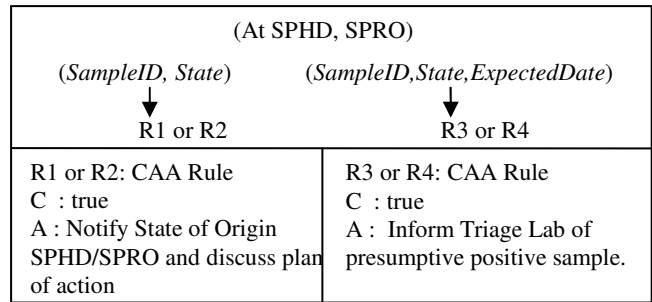 (At SPHD, SPRO)
(SampleID, State)
(SampleID,State,ExpectedDate)
R1 or R2
R3 or R4
R1 or R2: CAA Rule
C : true
A : Notify State of Origin
SPHD/SPRO and discuss plan
of action
R3 or R4: CAA Rule
C : true
A : Inform Triage Lab of
presumptive positive sample.